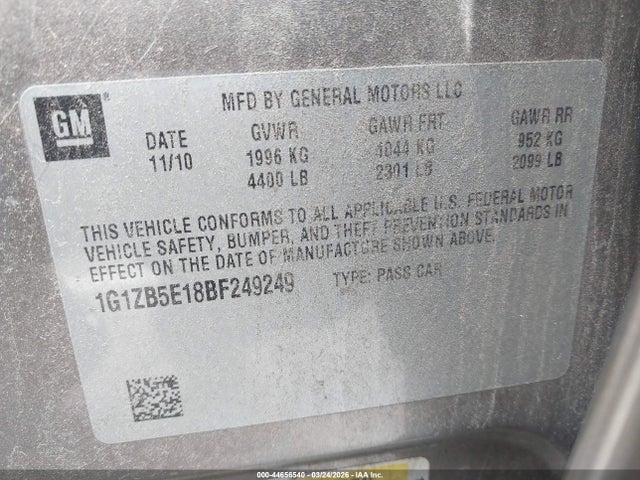 GM
MFD BY GENERAL MOTORS LLC
DATE GVWR GAWR FRT GAWR RR
11/10 1996 KG 1044 KG 952 KG
4400 LB 2301 LB 2099 LB
THIS VEHICLE CONFORMS TO ALL APPLICABLE U.S. FEDERAL MOTOR
VEHICLE SAFETY, BUMPER, AND THEFT PREVENTION STANDARDS IN
EFFECT ON THE DATE OF MANUFACTURE SHOWN ABOVE.
1G1ZB5E18BF249249 TYPE: PASS CAR
000-44656540 - 03/24/2026 - IAAI.COM